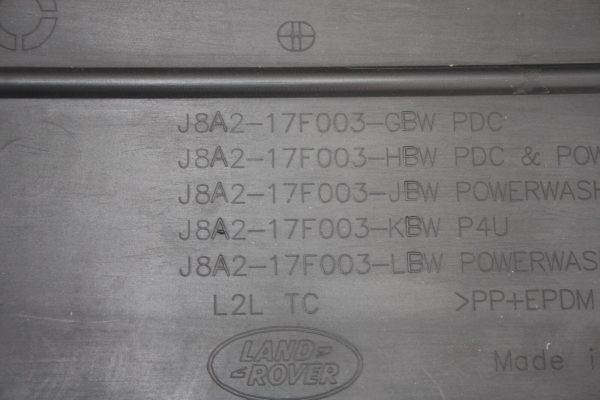 J8A2-17F003-GBW PDC
J8A2-17F003-HBW PDC & POW
J8A2-17F003-JBW POWERWASH
J8A2-17F003-KBW P4U
J8A2-17F003-LBW POWERWAS
L2L TC >PP+EPDM
LAND
ROVER
Made i